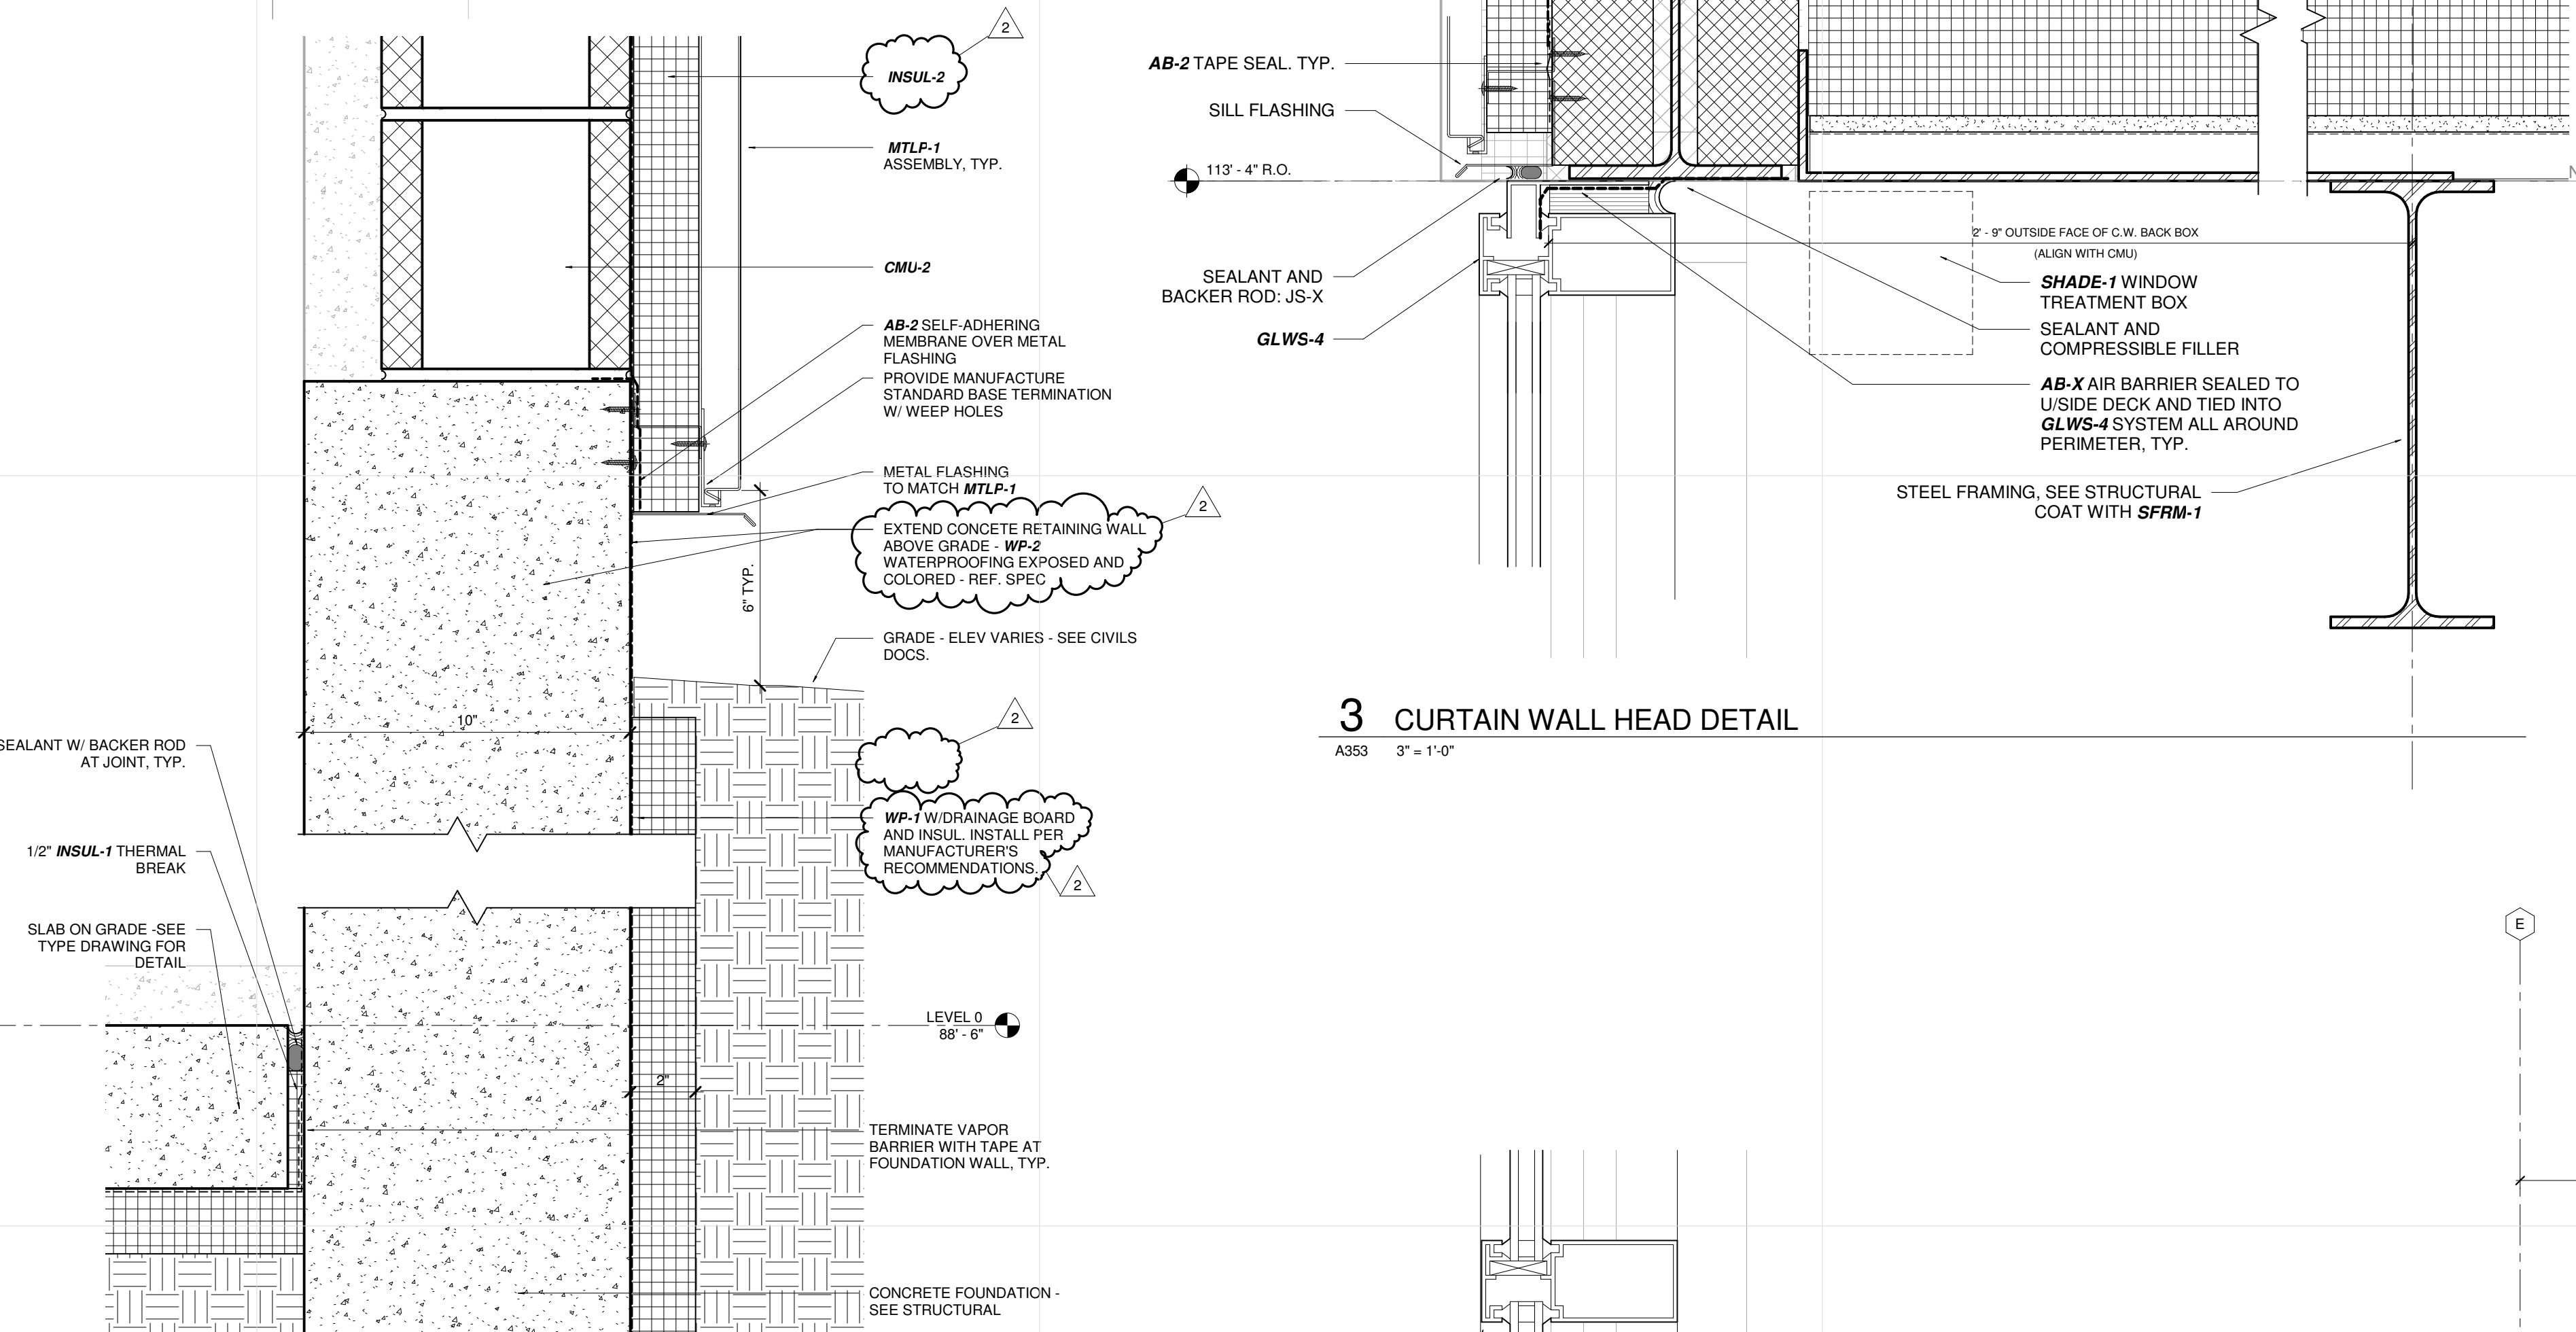 2
INSUL-2
MTLP-1
ASSEMBLY, TYP.
CMU-2
AB-2 SELF-ADHERING
MEMBRANE OVER METAL
FLASHING
PROVIDE MANUFACTURE
STANDARD BASE TERMINATION
W/ WEEP HOLES
METAL FLASHING
TO MATCH MTLP-1
2
EXTEND CONCETE RETAINING WALL
ABOVE GRADE - WP-2
WATERPROOFING EXPOSED AND
COLORED - REF. SPEC
6" TYP.
GRADE - ELEV VARIES - SEE CIVILS
DOCS.
2
10"
SEALANT W/ BACKER ROD
AT JOINT, TYP.
WP-1 W/DRAINAGE BOARD
AND INSUL. INSTALL PER
MANUFACTURER'S
RECOMMENDATIONS.
2
1/2" INSUL-1 THERMAL
BREAK
SLAB ON GRADE -SEE
TYPE DRAWING FOR
DETAIL
LEVEL 0
88' - 6"
2"
TERMINATE VAPOR
BARRIER WITH TAPE AT
FOUNDATION WALL, TYP.
CONCRETE FOUNDATION -
SEE STRUCTURAL
AB-2 TAPE SEAL. TYP.
SILL FLASHING
113' - 4" R.O.
SEALANT AND
BACKER ROD: JS-X
GLWS-4
2' - 9" OUTSIDE FACE OF C.W. BACK BOX
(ALIGN WITH CMU)
SHADE-1 WINDOW
TREATMENT BOX
SEALANT AND
COMPRESSIBLE FILLER
AB-X AIR BARRIER SEALED TO
U/SIDE DECK AND TIED INTO
GLWS-4 SYSTEM ALL AROUND
PERIMETER, TYP.
STEEL FRAMING, SEE STRUCTURAL
COAT WITH SFRM-1
3 CURTAIN WALL HEAD DETAIL
A353 3" = 1'-0"
E